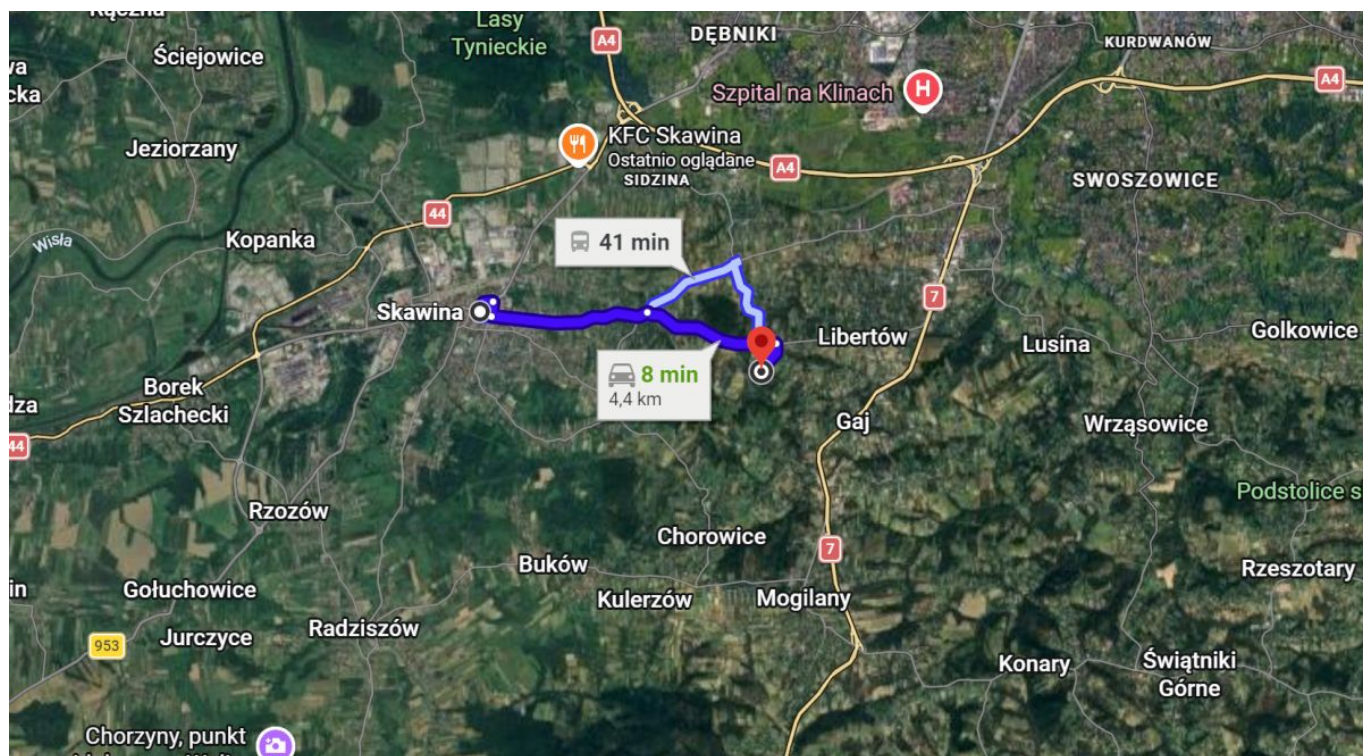 Lasy
Tynieckie
A4
DĘBNIKI
KURDWANÓW
Ściejowice
A4
Szpital na Klinach
H
KFC Skawina
Ostatnio oglądane
SIDZINA
A4
Jeziorzany
SWOSZOWICE
44
Wisła
Kopanka
41 min
7
Skawina
Libertów
Lusina
Golkowice
8 min
4,4 km
Borek
Szlachecki
Gaj
Wrząsowice
44
Podstolice s
Rzozów
Chorowice
7
Buków
Rzeszotary
Gołuchowice
Kulerzów
Mogilany
Jurczyce
Radziszów
953
Konary
Świątniki
Górne
Chorzyny, punkt